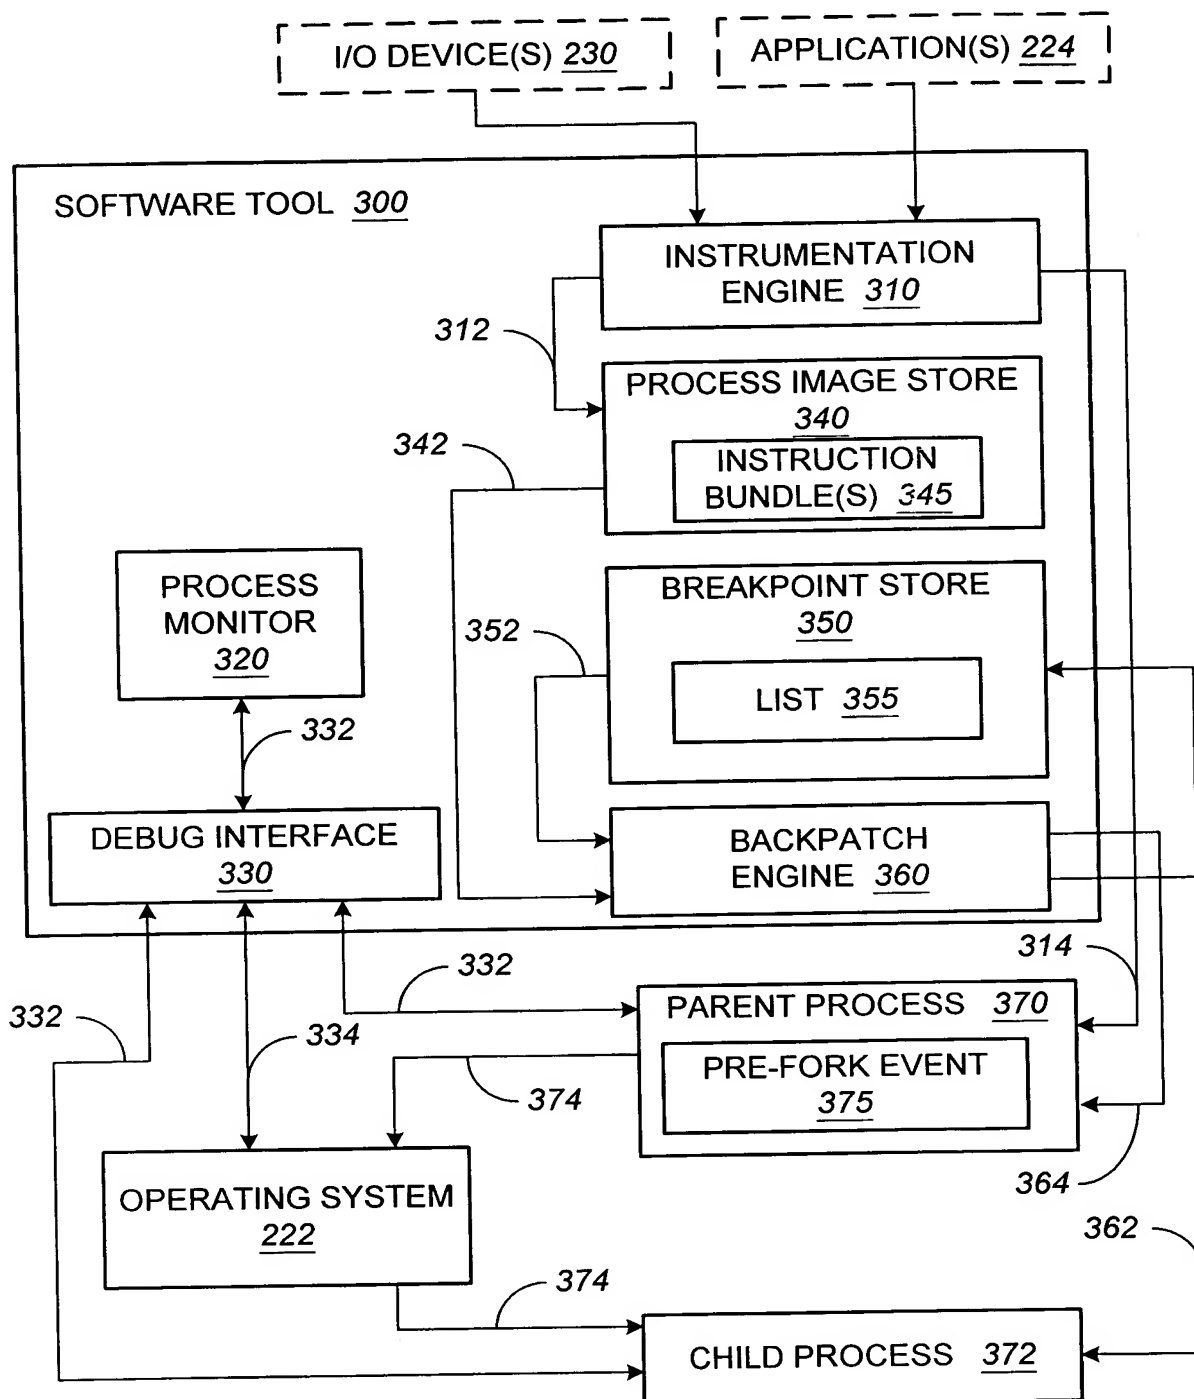 I/O DEVICE(S) 230
APPLICATION(S) 224
SOFTWARE TOOL 300
INSTRUMENTATION
ENGINE 310
312
PROCESS IMAGE STORE
340
342
INSTRUCTION
BUNDLE(S) 345
PROCESS
MONITOR
320
BREAKPOINT STORE
350
352
LIST 355
332
DEBUG INTERFACE
330
BACKPATCH
ENGINE 360
314
332
332
334
PARENT PROCESS 370
PRE-FORK EVENT
375
374
364
OPERATING SYSTEM
222
362
374
CHILD PROCESS 372